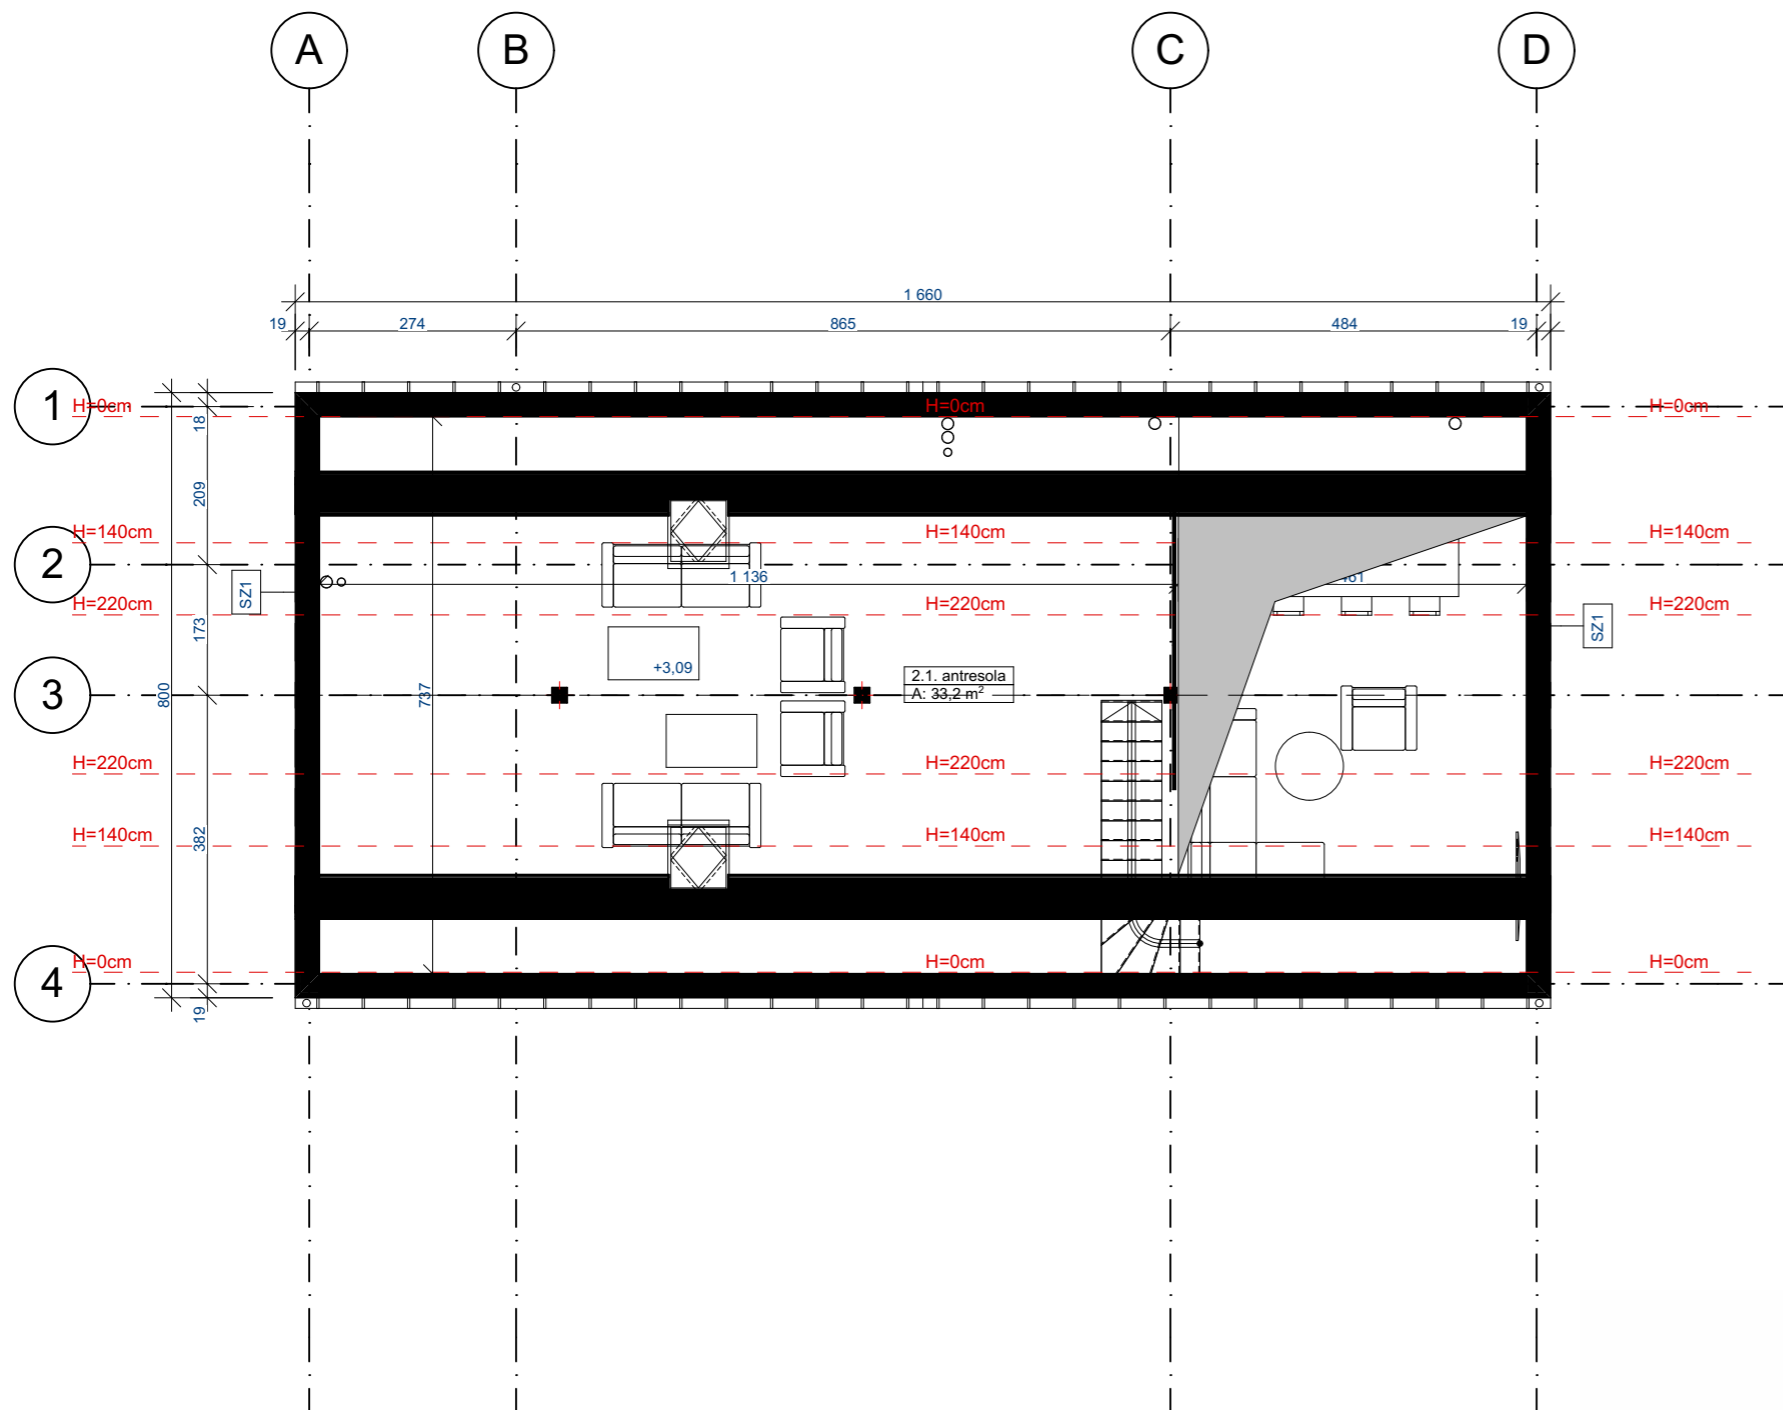 A B C D
1 660
19 274 865 484 19
1 H=0cm H=0cm H=0cm
18
209
H=140cm H=140cm H=140cm
2
SZ1 1 136
H=220cm H=220cm H=220cm
SZ1
173
+3,09
2.1. antresola
3 800 737 A: 33,2 m²
H=220cm H=220cm H=220cm
H=140cm H=140cm H=140cm
382
H=0cm H=0cm H=0cm
4
19